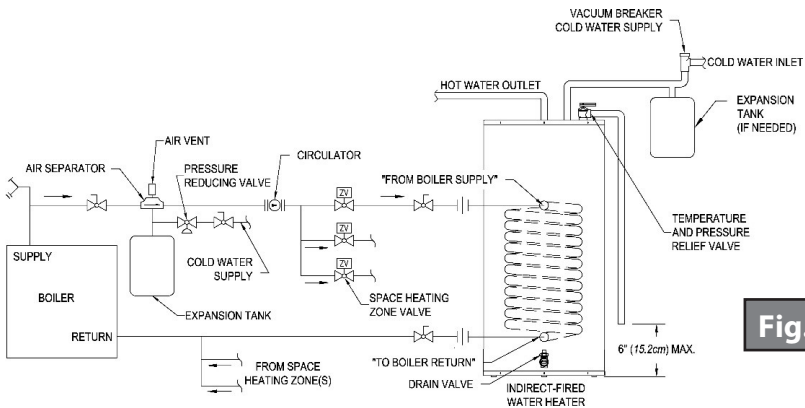 VACUUM BREAKER
COLD WATER SUPPLY
COLD WATER INLET
HOT WATER OUTLET
EXPANSION
TANK
(IF NEEDED)
AIR VENT
AIR SEPARATOR
PRESSURE
REDUCING VALVE
CIRCULATOR
"FROM BOILER SUPPLY"
ZV
ZV
ZV
TEMPERATURE
AND PRESSURE
RELIEF VALVE
SUPPLY
BOILER
RETURN
COLD WATER
SUPPLY
EXPANSION TANK
SPACE HEATING
ZONE VALVE
Fig.
6" (15.2cm) MAX.
FROM SPACE
HEATING ZONE(S)
"TO BOILER RETURN"
DRAIN VALVE
INDIRECT-FIRED
WATER HEATER